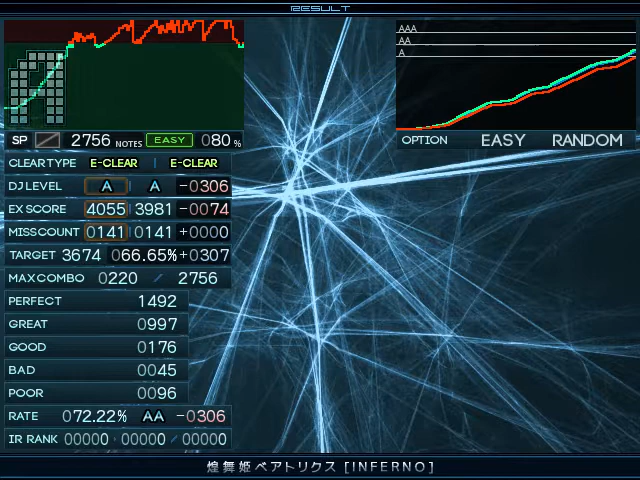 RESULT
AAA
AA
A
SP 2756 NOTES EASY 080 %
OPTION EASY RANDOM
CLEARTYPE E-CLEAR | E-CLEAR
DJ LEVEL A | A -0306
EX SCORE 4055 | 3981 -0074
MISSCOUNT 0141 | 0141 +0000
TARGET 3674 066.65% +0307
MAXCOMBO 0220 / 2756
PERFECT 1492
GREAT 0997
GOOD 0176
BAD 0045
POOR 0096
RATE 072.22% AA -0306
IR RANK 00000 · 00000 / 00000
煌舞姫ベアトリクス [INFERNO]